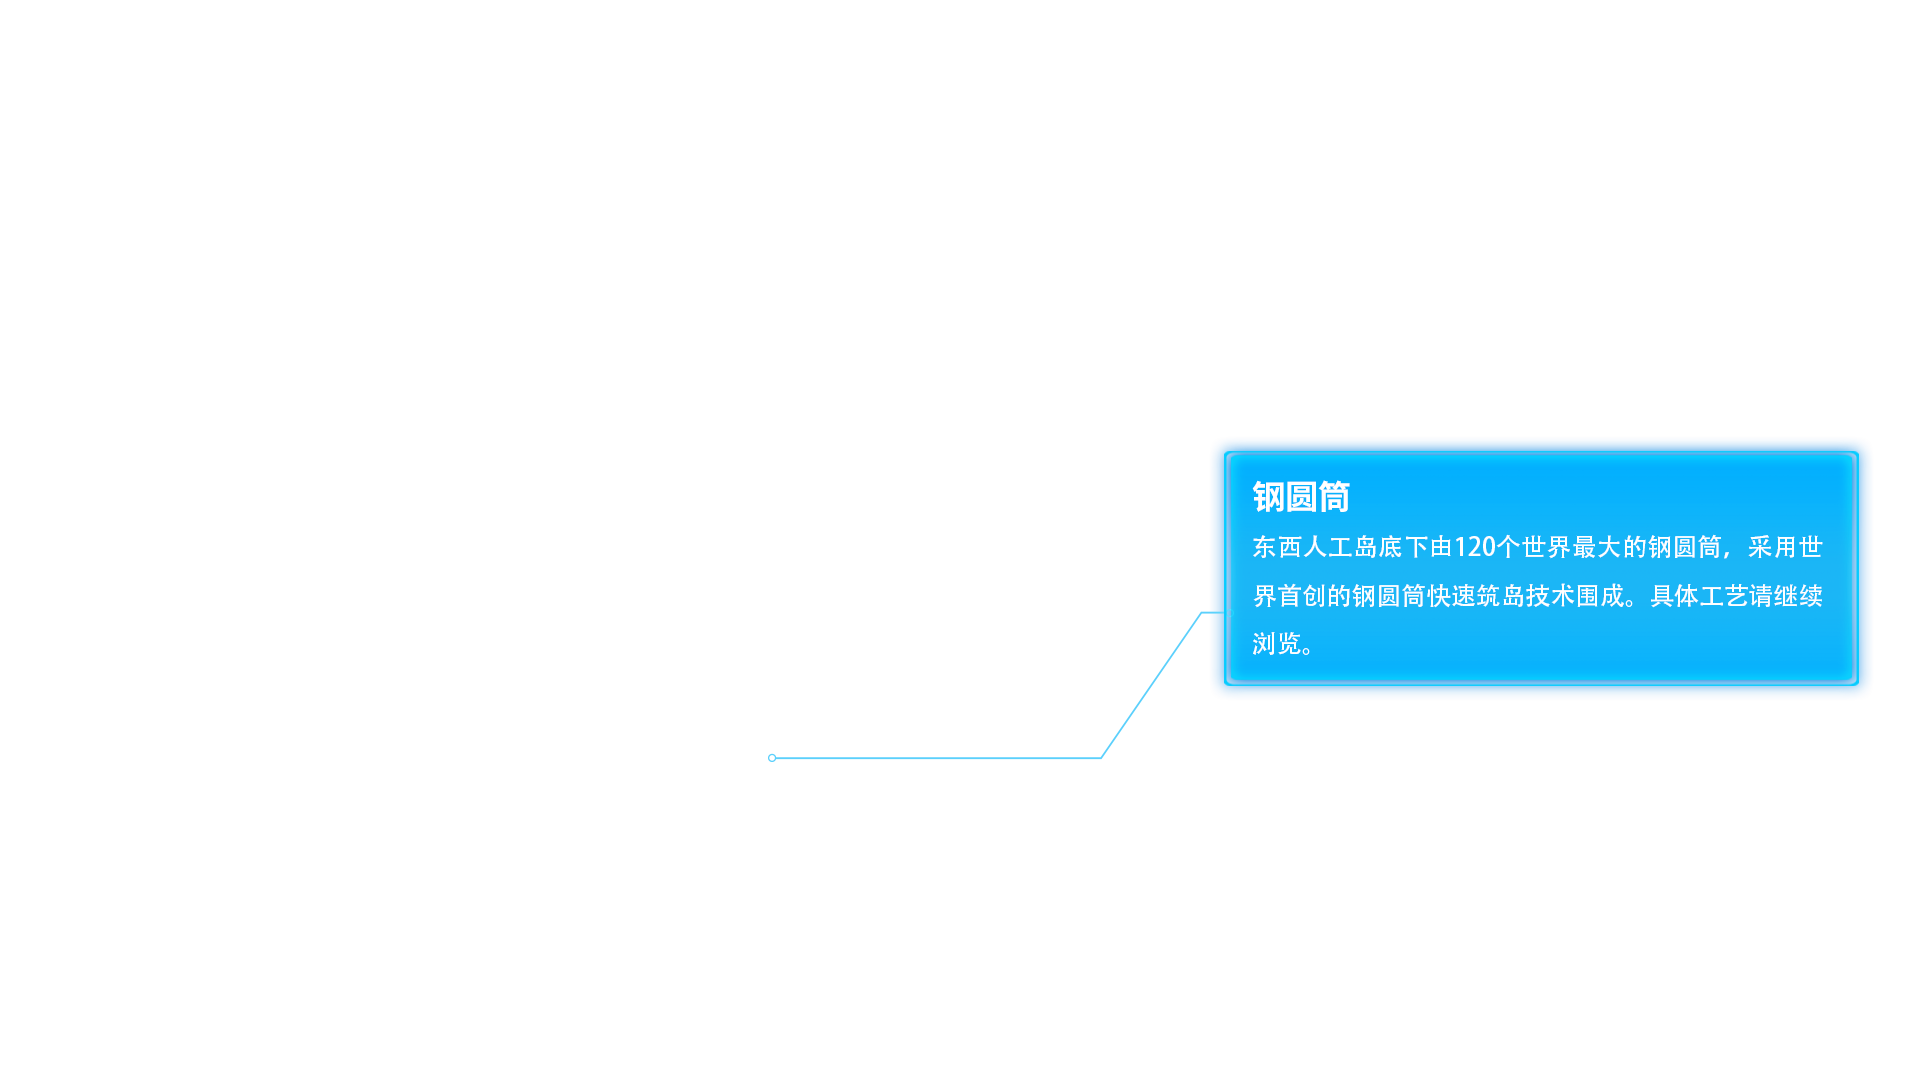 钢圆筒
东西人工岛底下由120个世界最大的钢圆筒，采用世
界首创的钢圆筒快速筑岛技术围成。具体工艺请继续
浏览。